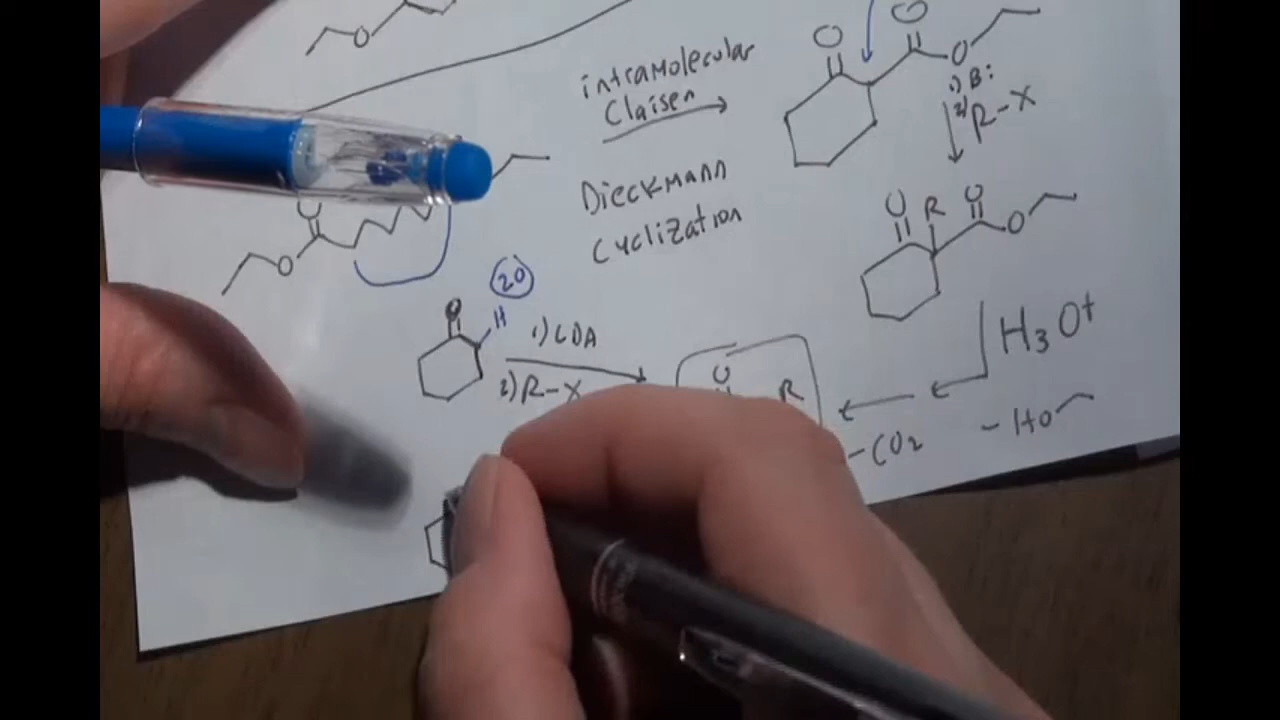 O
O
O
O
intramolecular
Claisen
1) B:
2) R-X
Dieckmann
cyclization
O
O
R
O
O
O
20
H
O
1) LDA
2) R-X
O
R
H3O+
- HO
-CO2